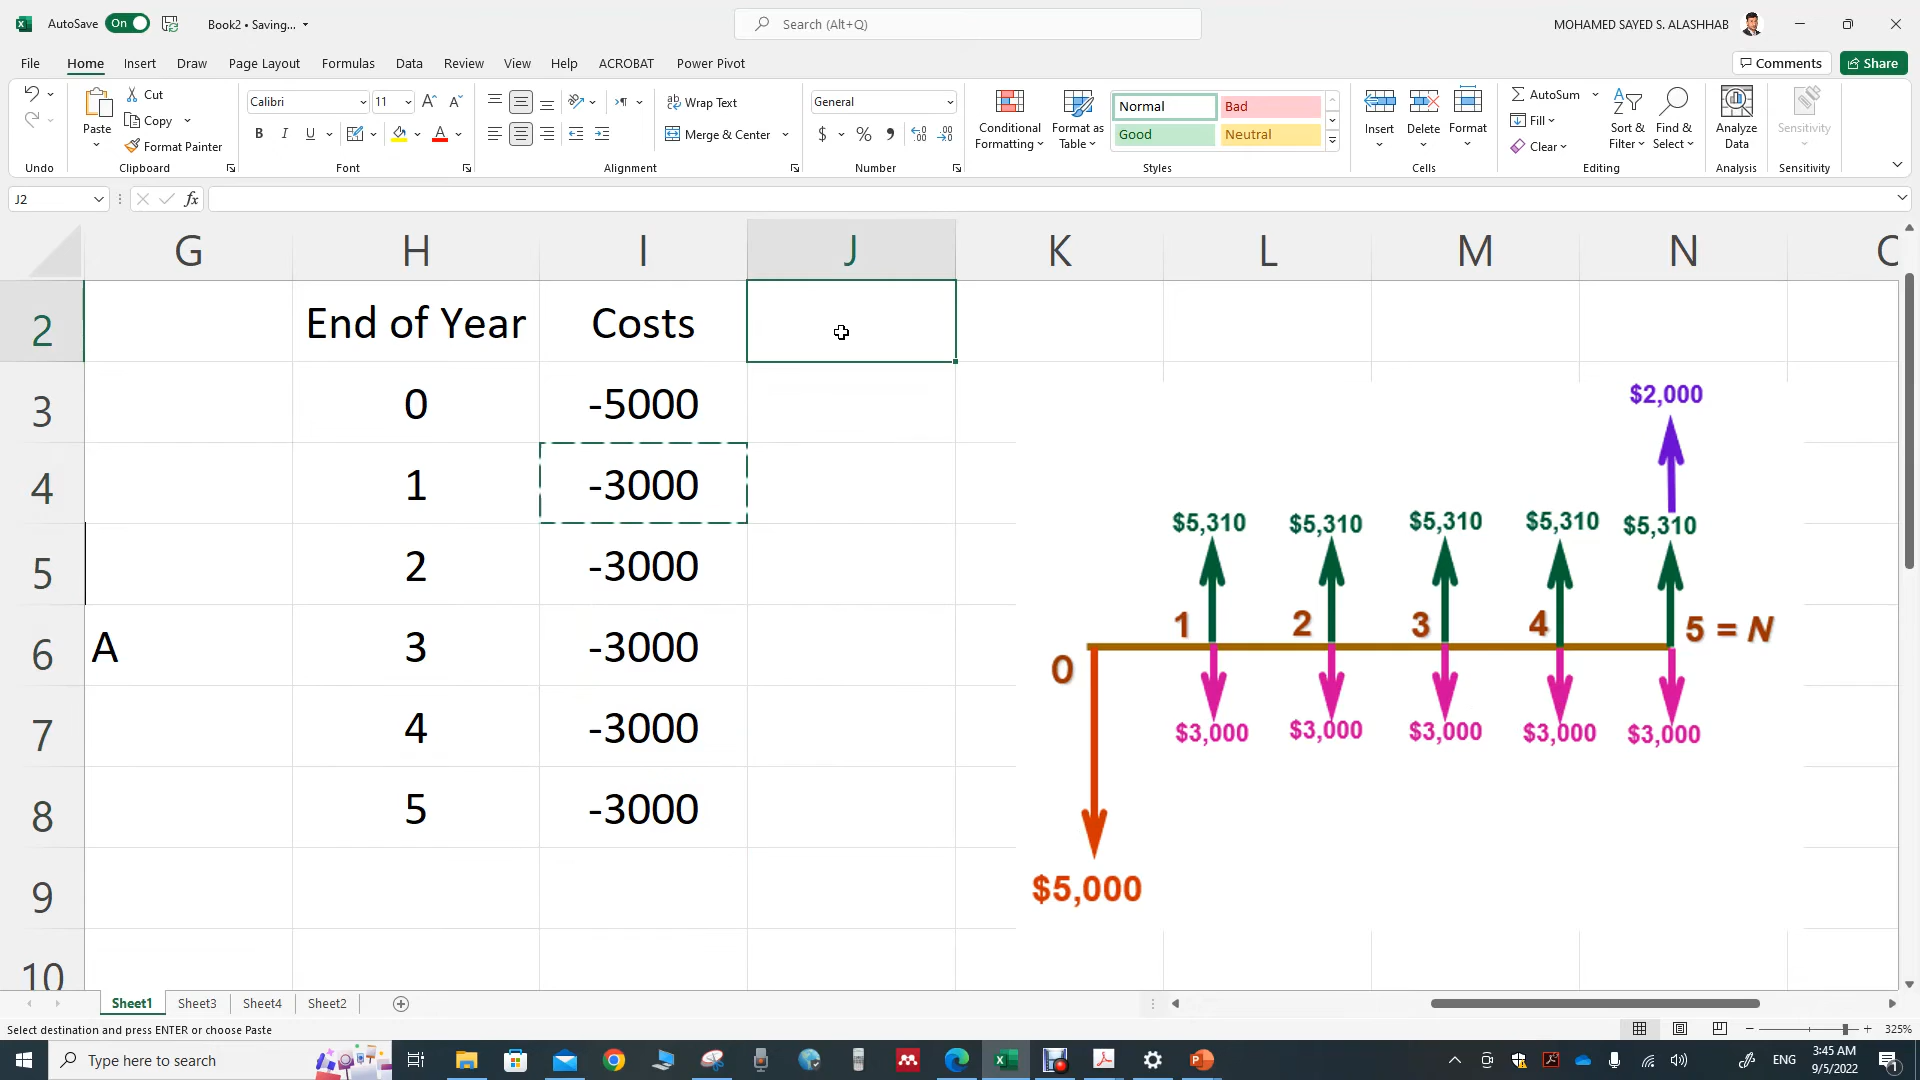 AutoSave On Book2 • Saving... Search (Alt+Q) MOHAMED SAYED S. ALASHHAB
File Home Insert Draw Page Layout Formulas Data Review View Help ACROBAT Power Pivot Comments Share
Cut Calibri 11 Wrap Text General Normal Bad AutoSum
Paste Copy B I U Merge & Center $ % Conditional Formatting Format as Table Good Neutral Insert Delete Format Fill Sort & Filter Find & Select Analyze Data Sensitivity
Format Painter Clear
Undo Clipboard Font Alignment Number Styles Cells Editing Analysis Sensitivity
J2 fx
G H I J K L M N
2 End of Year Costs
3 0 -5000
4 1 -3000
5 2 -3000
6 A 3 -3000
7 4 -3000
8 5 -3000
9
10
$2,000
$5,310 $5,310 $5,310 $5,310 $5,310
1 2 3 4 5 = N
0
$3,000 $3,000 $3,000 $3,000 $3,000
$5,000
Sheet1 Sheet3 Sheet4 Sheet2
Select destination and press ENTER or choose Paste 325%
Type here to search ENG 3:45 AM
9/5/2022 1